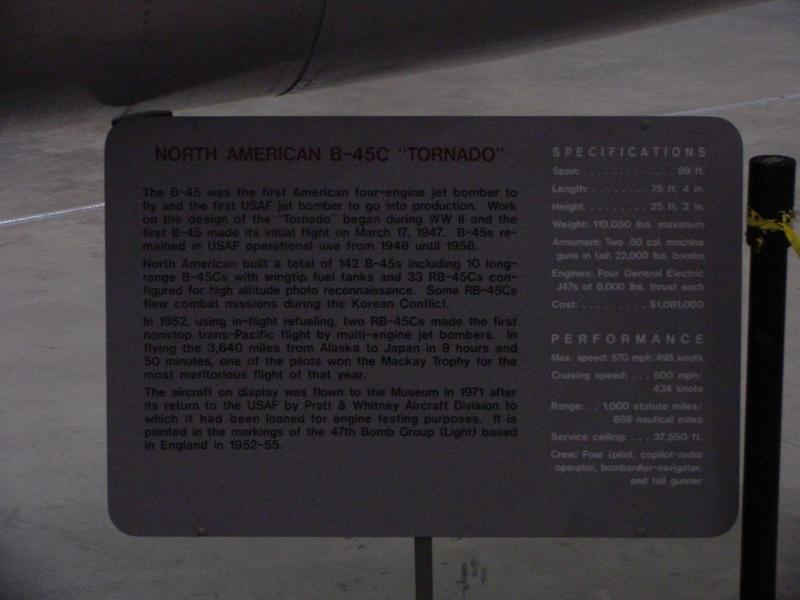 NORTH AMERICAN B-45C "TORNADO"
The B-45 was the first American four-engine jet bomber to
fly and the first USAF jet bomber to go into production. Work
on the design of the "Tornado" began during WW II and the
first B-45 made its initial flight on March 17, 1947. B-45s re-
mained in USAF operational use from 1948 until 1958.
North American built a total of 142 B-45s including 10 long-
range B-45Cs with wingtip fuel tanks and 33 RB-45Cs con-
figured for high altitude photo reconnaissance. Some RB-45Cs
flew combat missions during the Korean Conflict.
In 1952, using in-flight refueling, two RB-45Cs made the first
nonstop trans-Pacific flight by multi-engine jet bombers. In
flying the 3,640 miles from Alaska to Japan in 9 hours and
50 minutes, one of the pilots won the Mackay Trophy for the
most meritorious flight of that year.
The aircraft on display was flown to the Museum in 1971 after
its return to the USAF by Pratt & Whitney Aircraft Division to
which it had been loaned for engine testing purposes. It is
painted in the markings of the 47th Bomb Group (Light) based
in England in 1952-55.
SPECIFICATIONS
Span: . . . . . . . . . . . . . 89 ft.
Length: . . . . . . . . 75 ft. 4 in.
Height: . . . . . . . . 25 ft. 2 in.
Weight: 110,050 lbs. maximum
Armament: Two .50 cal. machine
guns in tail; 22,000 lbs. bombs
Engines: Four General Electric
J47s of 6,000 lbs. thrust each
Cost: . . . . . . . . . . $1,081,000
PERFORMANCE
Max. speed: 570 mph/495 knots
Cruising speed: . . . 500 mph/
434 knots
Range: . . 1,000 statute miles/
869 nautical miles
Service ceiling: . . . 37,550 ft.
Crew: Four (pilot, copilot-radio
operator, bombardier-navigator,
and tail gunner